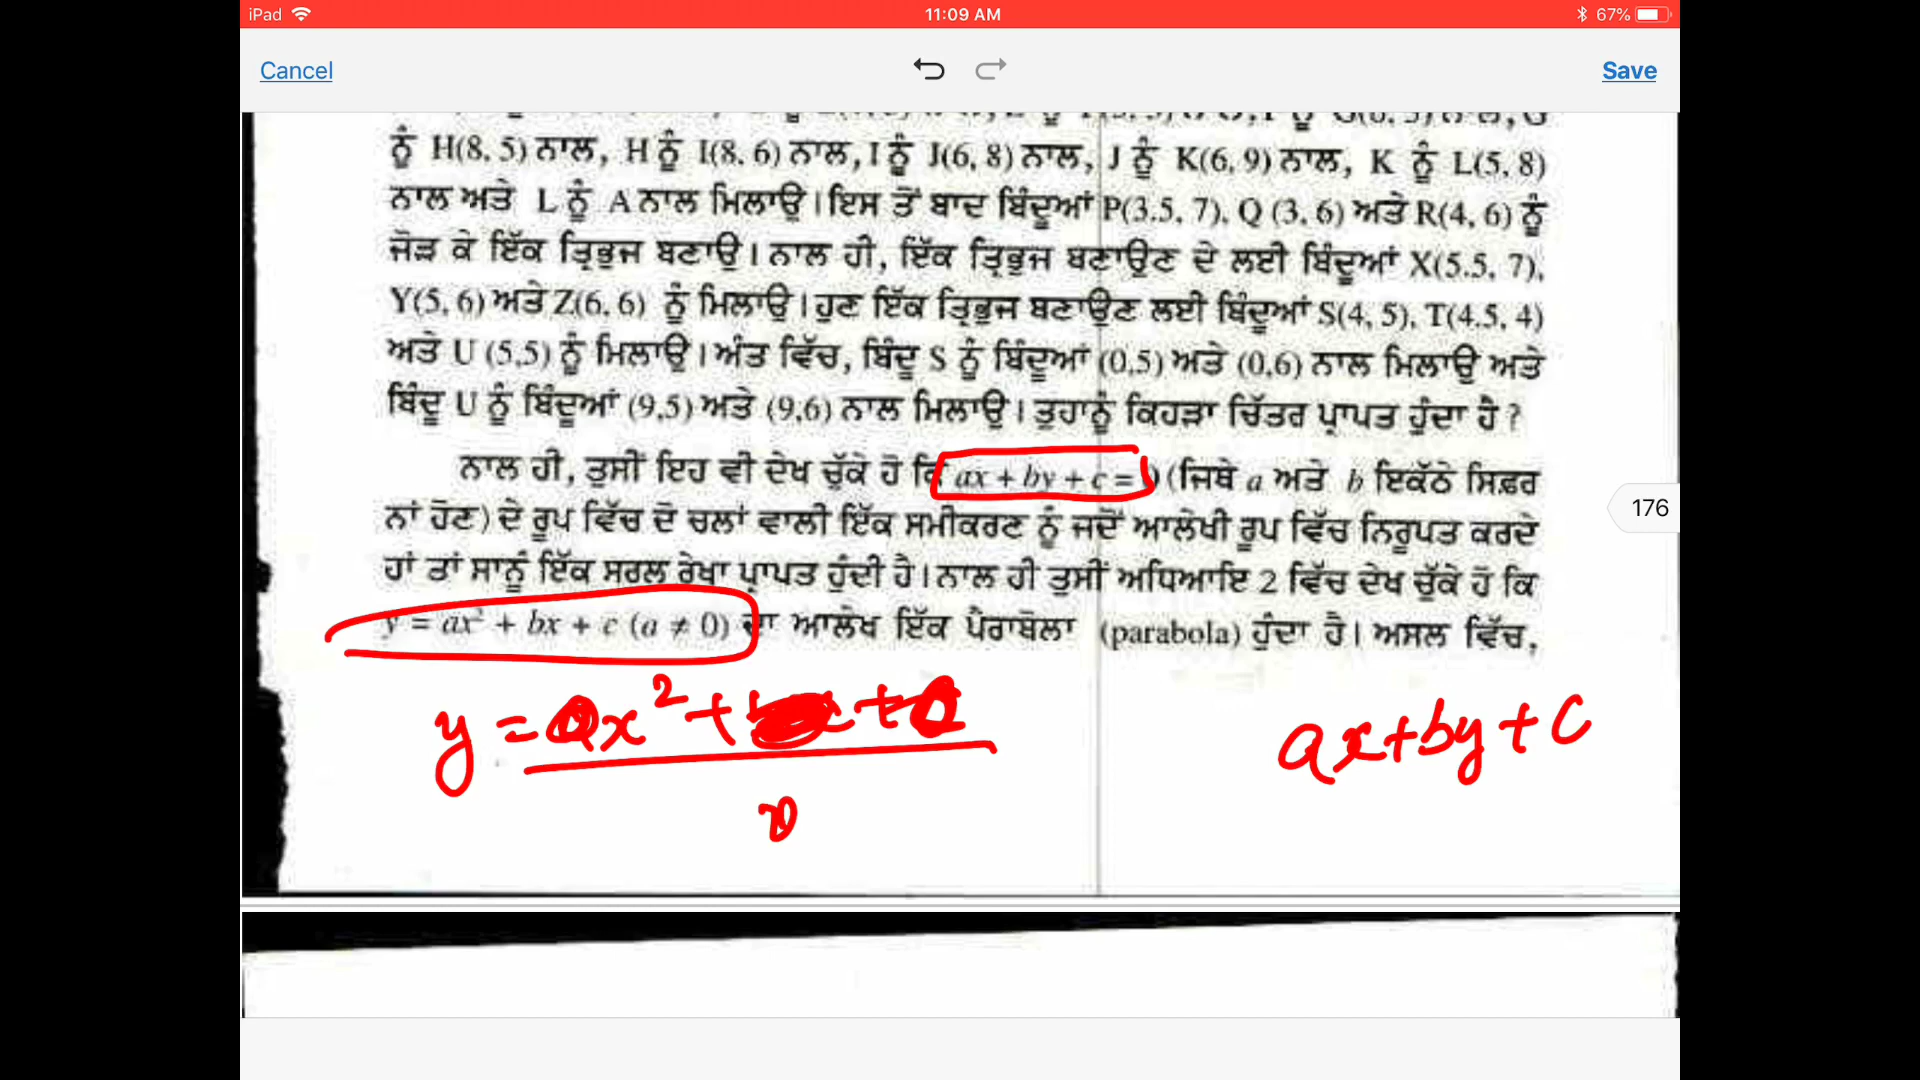 iPad 11:09 AM 67%
Cancel Save
ਨੂੰ H(8, 5) ਨਾਲ, H ਨੂੰ I(8, 6) ਨਾਲ, I ਨੂੰ J(6, 8) ਨਾਲ, J ਨੂੰ K(6, 9) ਨਾਲ, K ਨੂੰ L(5, 8)
ਨਾਲ ਅਤੇ L ਨੂੰ A ਨਾਲ ਮਿਲਾਉ। ਇਸ ਤੋਂ ਬਾਦ ਬਿੰਦੂਆਂ P(3.5, 7), Q (3, 6) ਅਤੇ R(4, 6) ਨੂੰ
ਜੋੜ ਕੇ ਇੱਕ ਤ੍ਰਿਭੁਜ ਬਣਾਉ। ਨਾਲ ਹੀ, ਇੱਕ ਤ੍ਰਿਭੁਜ ਬਣਾਉਣ ਦੇ ਲਈ ਬਿੰਦੂਆਂ X(5.5, 7),
Y(5, 6) ਅਤੇ Z(6, 6) ਨੂੰ ਮਿਲਾਉ। ਹੁਣ ਇੱਕ ਤ੍ਰਿਭੁਜ ਬਣਾਉਣ ਲਈ ਬਿੰਦੂਆਂ S(4, 5), T(4.5, 4)
ਅਤੇ U (5,5) ਨੂੰ ਮਿਲਾਉ। ਅੰਤ ਵਿੱਚ, ਬਿੰਦੂ S ਨੂੰ ਬਿੰਦੂਆਂ (0,5) ਅਤੇ (0,6) ਨਾਲ ਮਿਲਾਉ ਅਤੇ
ਬਿੰਦੂ U ਨੂੰ ਬਿੰਦੂਆਂ (9,5) ਅਤੇ (9,6) ਨਾਲ ਮਿਲਾਉ। ਤੁਹਾਨੂੰ ਕਿਹੜਾ ਚਿੱਤਰ ਪ੍ਰਾਪਤ ਹੁੰਦਾ ਹੈ ?
ਨਾਲ ਹੀ, ਤੁਸੀਂ ਇਹ ਵੀ ਦੇਖ ਚੁੱਕੇ ਹੋ ਕਿ ax + by + c = 0 (ਜਿਥੇ a ਅਤੇ b ਇਕੱਠੇ ਸਿਫ਼ਰ
ਨਾਂ ਹੋਣ) ਦੇ ਰੂਪ ਵਿੱਚ ਦੋ ਚਲਾਂ ਵਾਲੀ ਇੱਕ ਸਮੀਕਰਣ ਨੂੰ ਜਦੋਂ ਆਲੇਖੀ ਰੂਪ ਵਿੱਚ ਨਿਰੂਪਤ ਕਰਦੇ
ਹਾਂ ਤਾਂ ਸਾਨੂੰ ਇੱਕ ਸਰਲ ਰੇਖਾ ਪ੍ਰਾਪਤ ਹੁੰਦੀ ਹੈ। ਨਾਲ ਹੀ ਤੁਸੀਂ ਅਧਿਆਇ 2 ਵਿੱਚ ਦੇਖ ਚੁੱਕੇ ਹੋ ਕਿ
y = ax² + bx + c (a ≠ 0) ਦਾ ਆਲੇਖ ਇੱਕ ਪੈਰਾਬੋਲਾ (parabola) ਹੁੰਦਾ ਹੈ। ਅਸਲ ਵਿੱਚ,
176
y = ax² +
ax+by+c